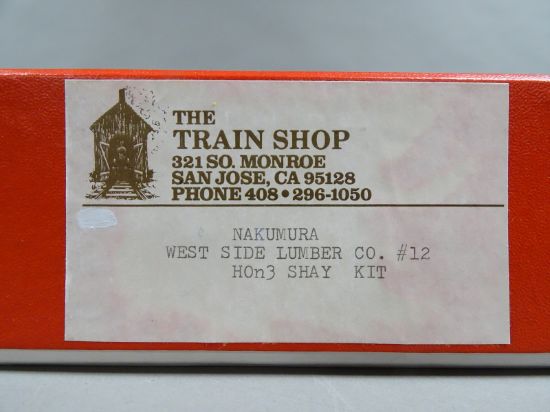 THE
TRAIN SHOP
321 SO. MONROE
SAN JOSE, CA 95128
PHONE 408 • 296-1050
NAKUMURA
WEST SIDE LUMBER CO. #12
HOn3 SHAY KIT